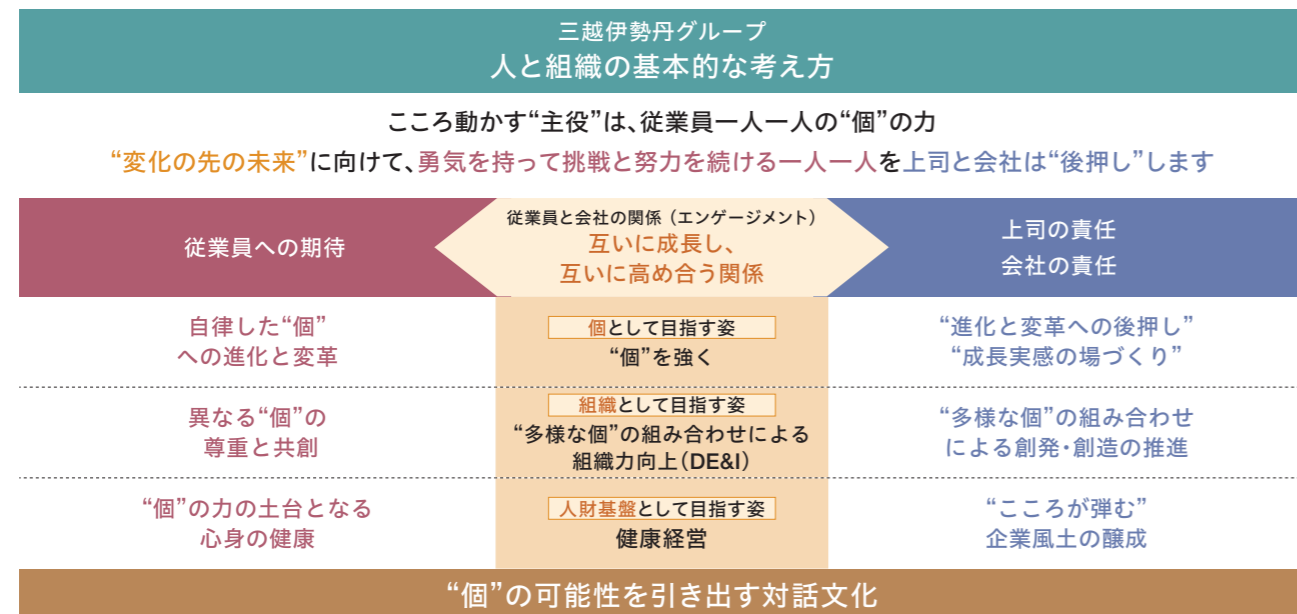 三越伊勢丹グループ
人と組織の基本的な考え方
こころ動かす“主役”は、従業員一人一人の“個”の力
“変化の先の未来”に向けて、勇気を持って挑戦と努力を続ける一人一人を上司と会社は“後押し”します
従業員への期待
従業員と会社の関係（エンゲージメント）
互いに成長し、
互いに高め合う関係
上司の責任
会社の責任
自律した“個”
への進化と変革
個として目指す姿
“個”を強く
“進化と変革への後押し”
“成長実感の場づくり”
異なる“個”の
尊重と共創
組織として目指す姿
“多様な個”の組み合わせによる
組織力向上（DE&I）
“多様な個”の組み合わせ
による創発・創造の推進
“個”の力の土台となる
心身の健康
人財基盤として目指す姿
健康経営
“こころが弾む”
企業風土の醸成
“個”の可能性を引き出す対話文化